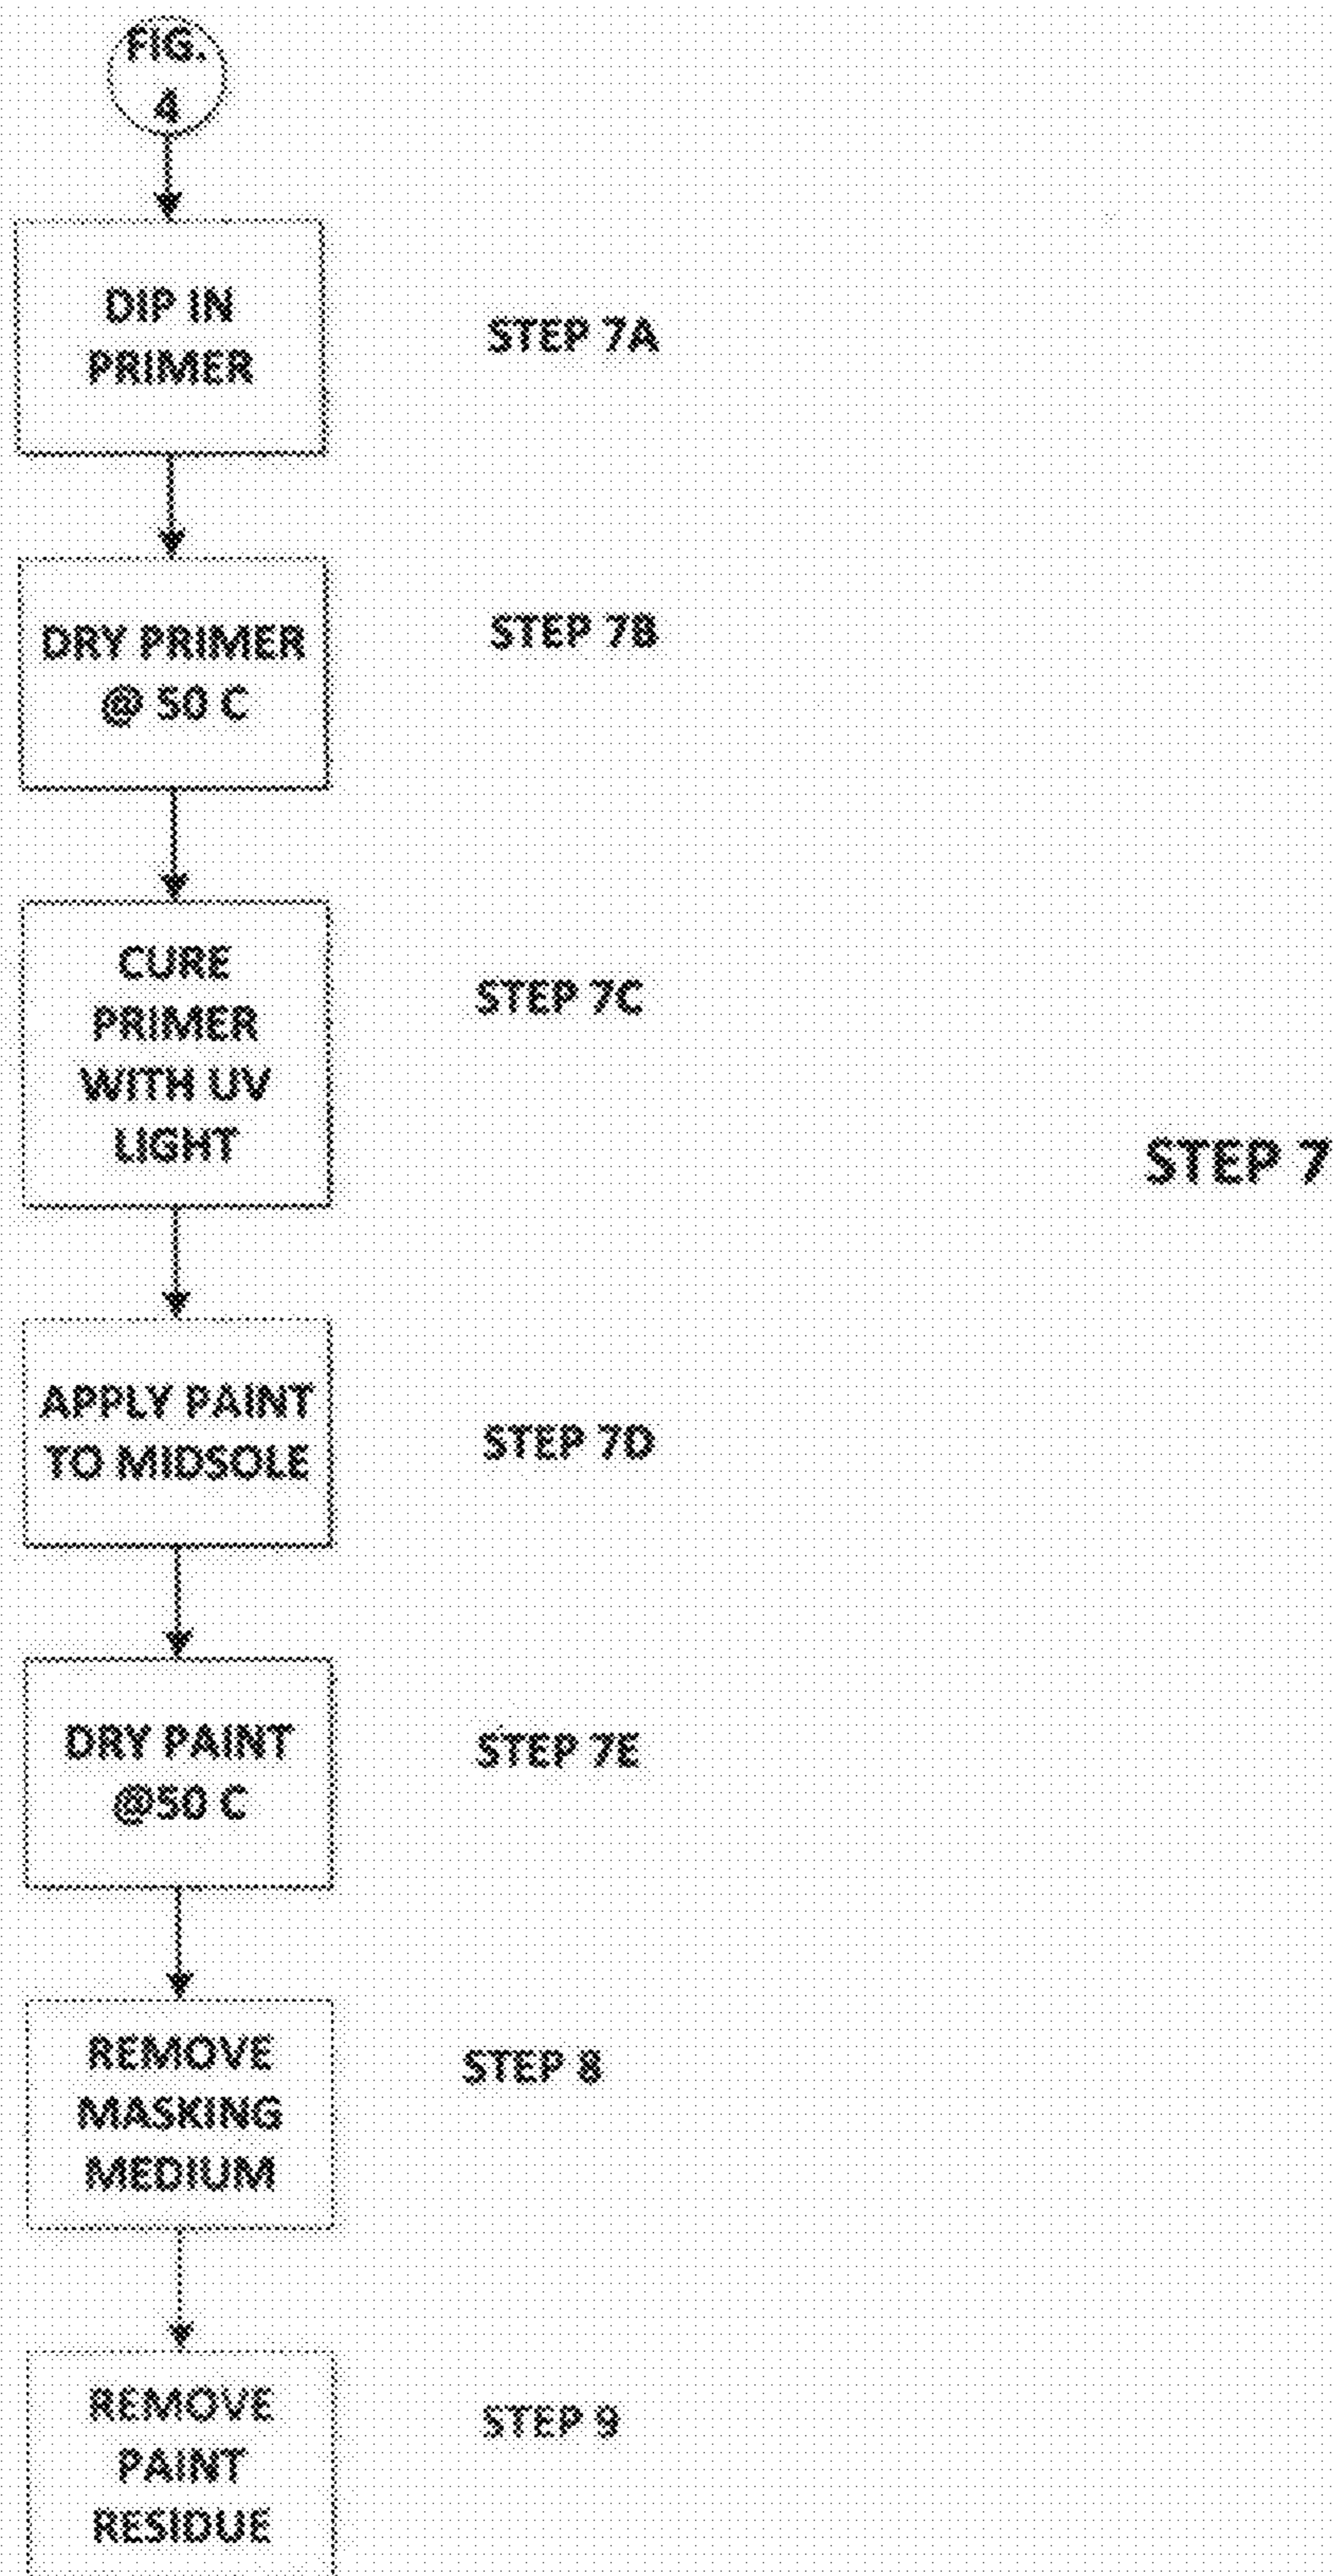 FIG.
4
DIP IN
PRIMER
STEP 7A
DRY PRIMER
@ 50 C
STEP 7B
CURE
PRIMER
WITH UV
LIGHT
STEP 7C
STEP 7
APPLY PAINT
TO MIDSOLE
STEP 7D
DRY PAINT
@50 C
STEP 7E
REMOVE
MASKING
MEDIUM
STEP 8
REMOVE
PAINT
RESIDUE
STEP 9